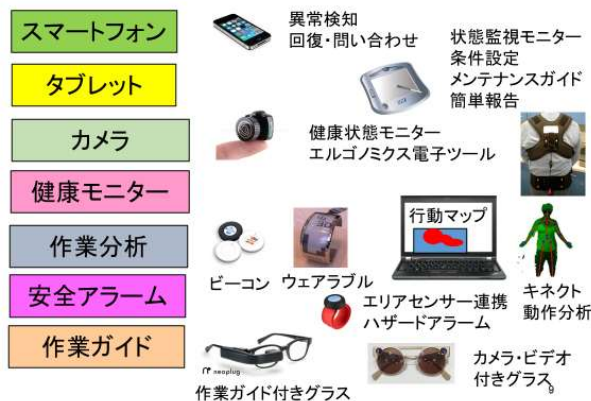 スマートフォン
タブレット
カメラ
健康モニター
作業分析
安全アラーム
作業ガイド
異常検知
回復・問い合わせ
状態監視モニター
条件設定
メンテナンスガイド
簡単報告
健康状態モニター
エルゴノミクス電子ツール
行動マップ
ビーコン
ウェアラブル
エリアセンサー連携
ハザードアラーム
キネクト
動作分析
neoplug
作業ガイド付きグラス
カメラ・ビデオ
付きグラス
9